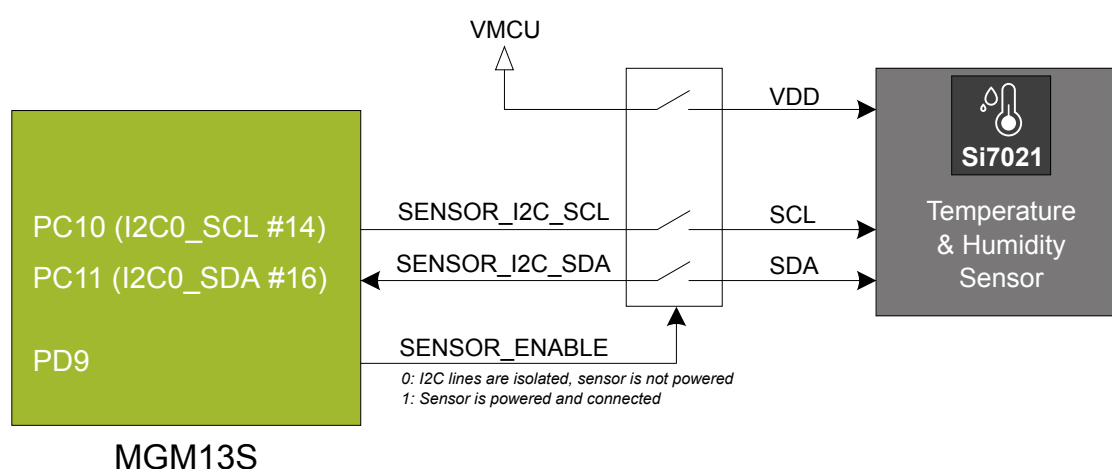 VMCU
VDD
Si7021
PC10 (I2C0_SCL #14)
SENSOR_I2C_SCL
SCL
Temperature
& Humidity
Sensor
PC11 (I2C0_SDA #16)
SENSOR_I2C_SDA
SDA
PD9
SENSOR_ENABLE
0: I2C lines are isolated, sensor is not powered
1: Sensor is powered and connected
MGM13S